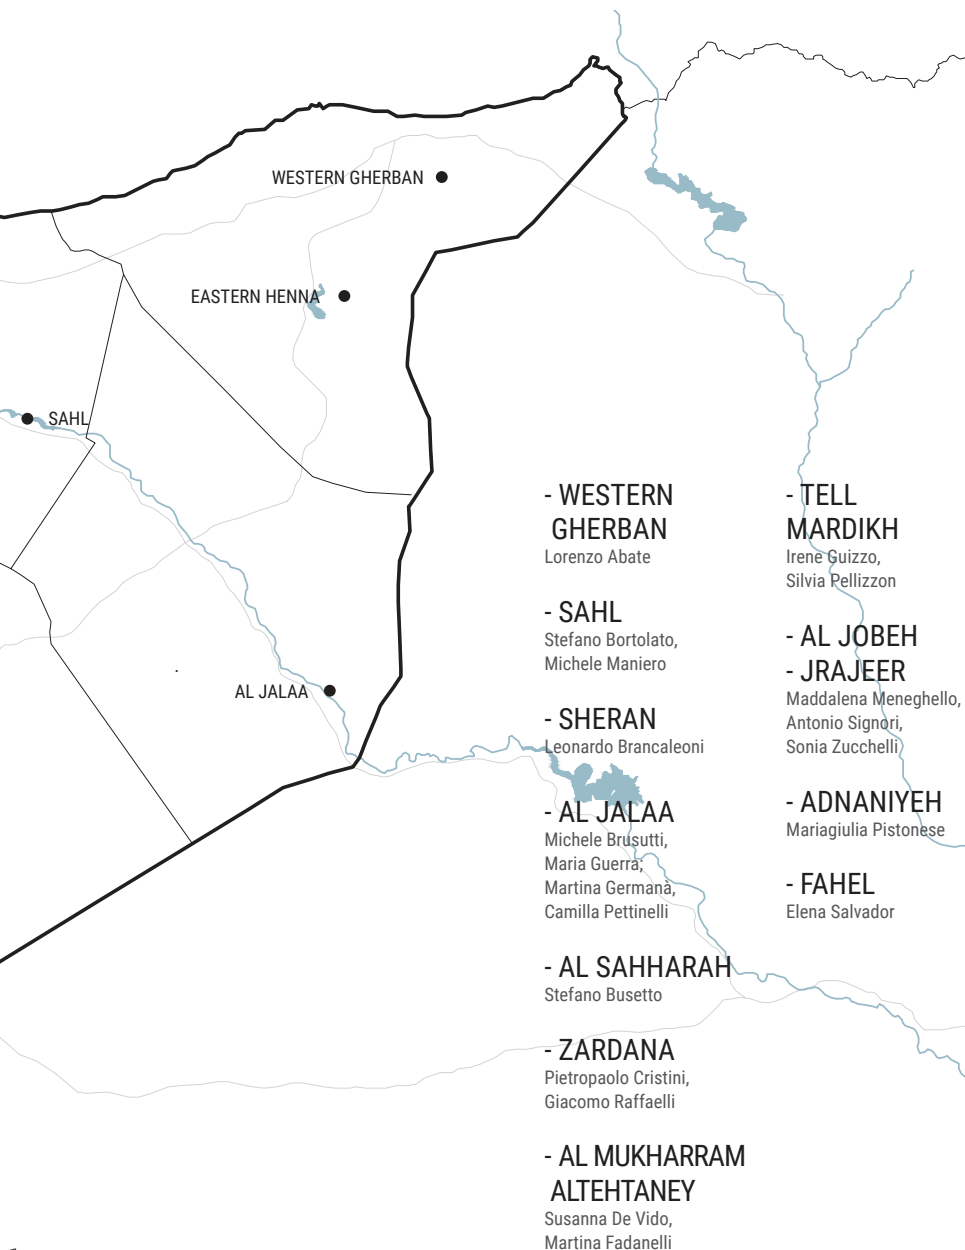 WESTERN GHERBAN
EASTERN HENNA
SAHL
AL JALAA
- WESTERN
GHERBAN
Lorenzo Abate
- SAHL
Stefano Bortolato,
Michele Maniero
- SHERAN
Leonardo Brancaleoni
- AL JALAA
Michele Brusutti,
Maria Guerra;
Martina Germanà,
Camilla Pettinelli
- AL SAHHARAH
Stefano Busetto
- ZARDANA
Pietropaolo Cristini,
Giacomo Raffaelli
- AL MUKHARRAM
ALTEHTANEY
Susanna De Vido,
Martina Fadanelli
- TELL
MARDIKH
Irene Guizzo,
Silvia Pellizzon
- AL JOBEH
- JRAJEER
Maddalena Meneghello,
Antonio Signori,
Sonia Zucchelli
- ADNANIYEH
Mariagiulia Pistonese
- FAHEL
Elena Salvador